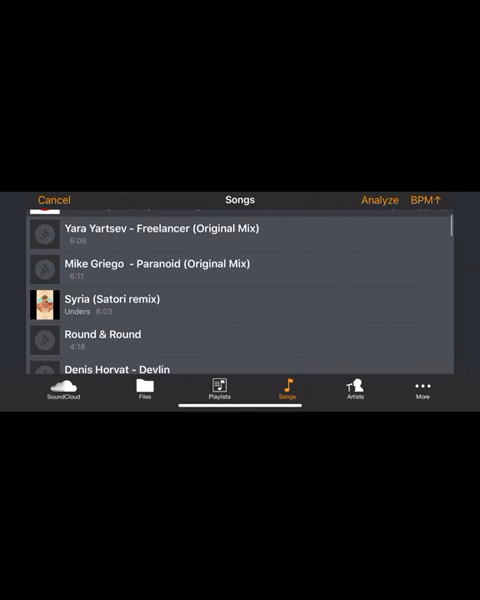 Cancel Songs Analyze BPM↑
Yara Yartsev - Freelancer (Original Mix)
6:06
Mike Griego - Paranoid (Original Mix)
6:11
Syria (Satori remix)
Unders 8:03
Round & Round
4:18
Denis Horvat - Devlin
SoundCloud Files Playlists Songs Artists More